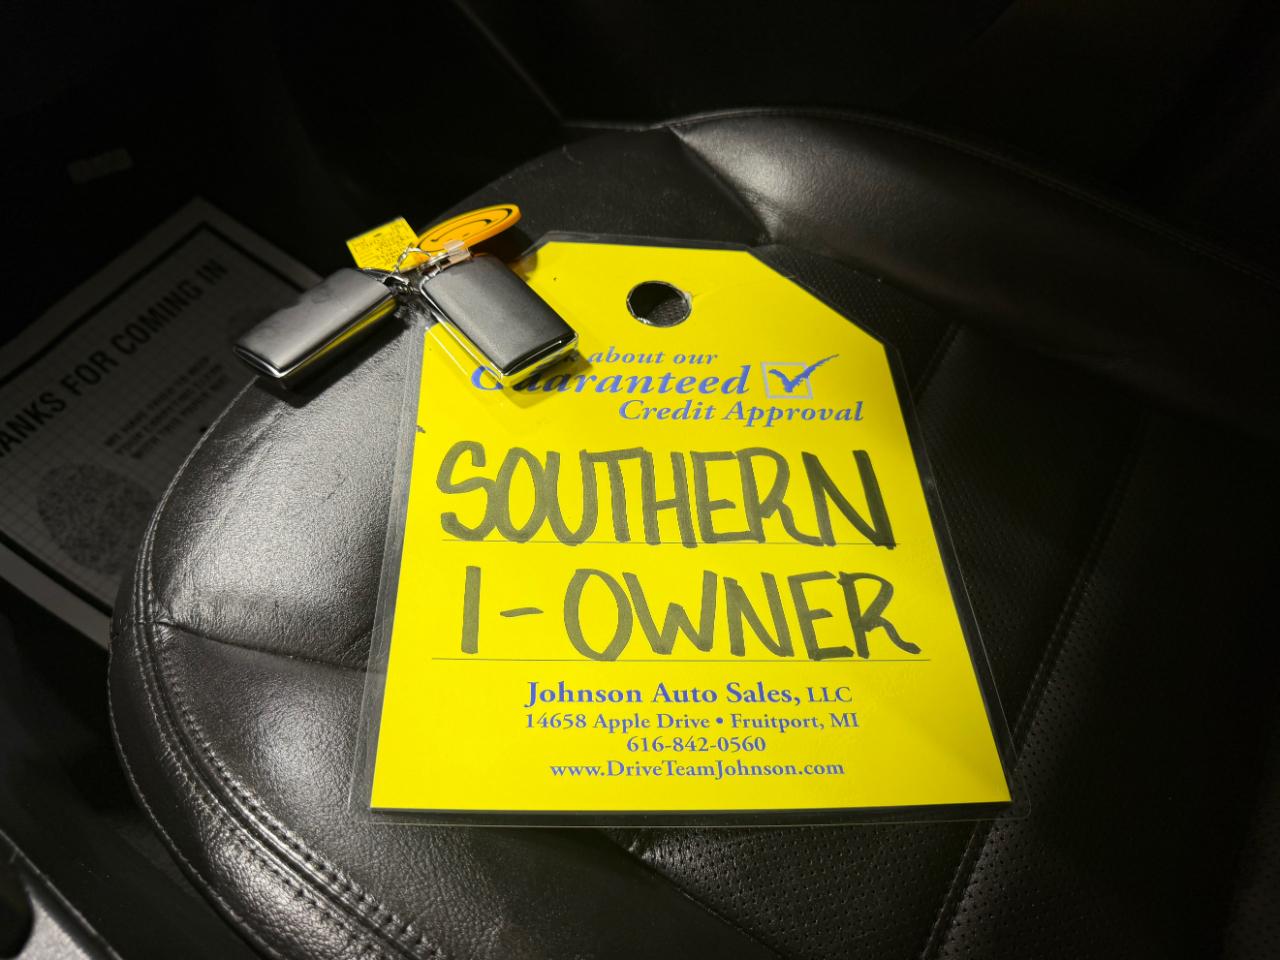 THANKS FOR COMING IN
about our
Guaranteed
Credit Approval
SOUTHERN
1-OWNER
Johnson Auto Sales, LLC
14658 Apple Drive • Fruitport, MI
616-842-0560
www.DriveTeamJohnson.com